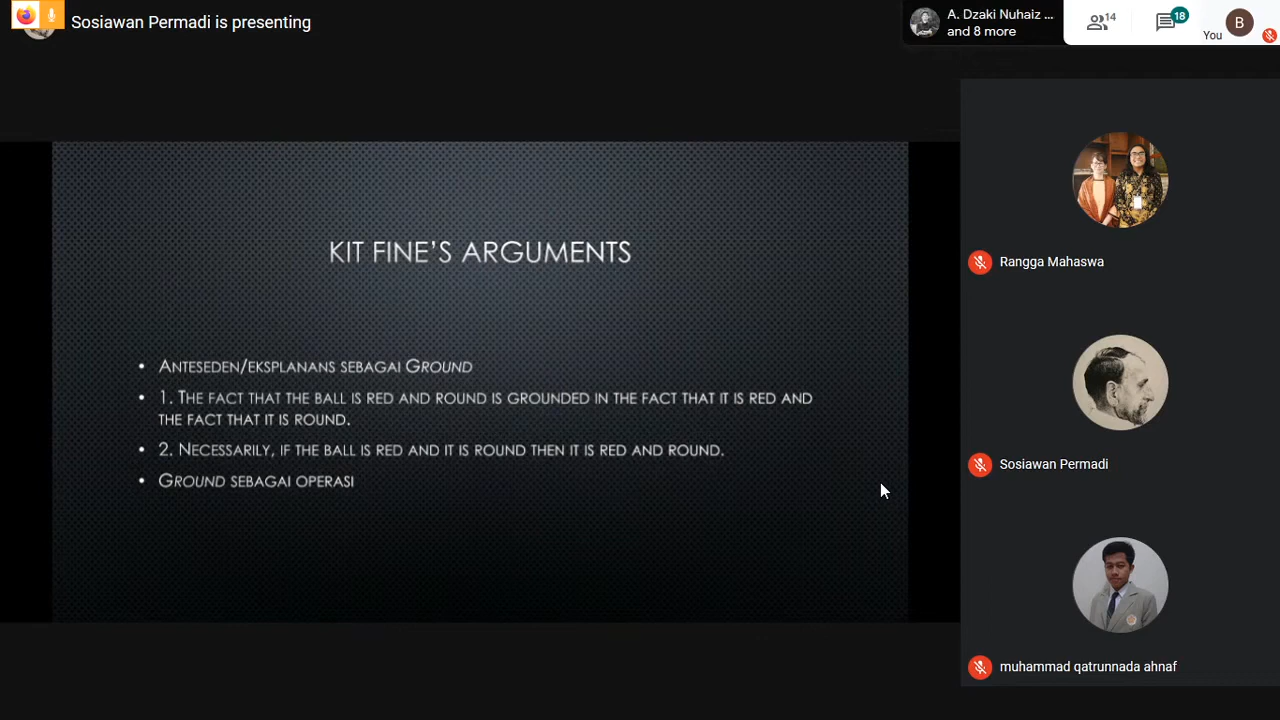 Sosiawan Permadi is presenting
A. Dzaki Nuhaiz ...
and 8 more
14
18
You
B
KIT FINE'S ARGUMENTS
• ANTESEDEN/EKSPLANANS SEBAGAI GROUND
• 1. THE FACT THAT THE BALL IS RED AND ROUND IS GROUNDED IN THE FACT THAT IT IS RED AND
THE FACT THAT IT IS ROUND.
• 2. NECESSARILY, IF THE BALL IS RED AND IT IS ROUND THEN IT IS RED AND ROUND.
• GROUND SEBAGAI OPERASI
Rangga Mahaswa
Sosiawan Permadi
muhammad qatrunnada ahnaf